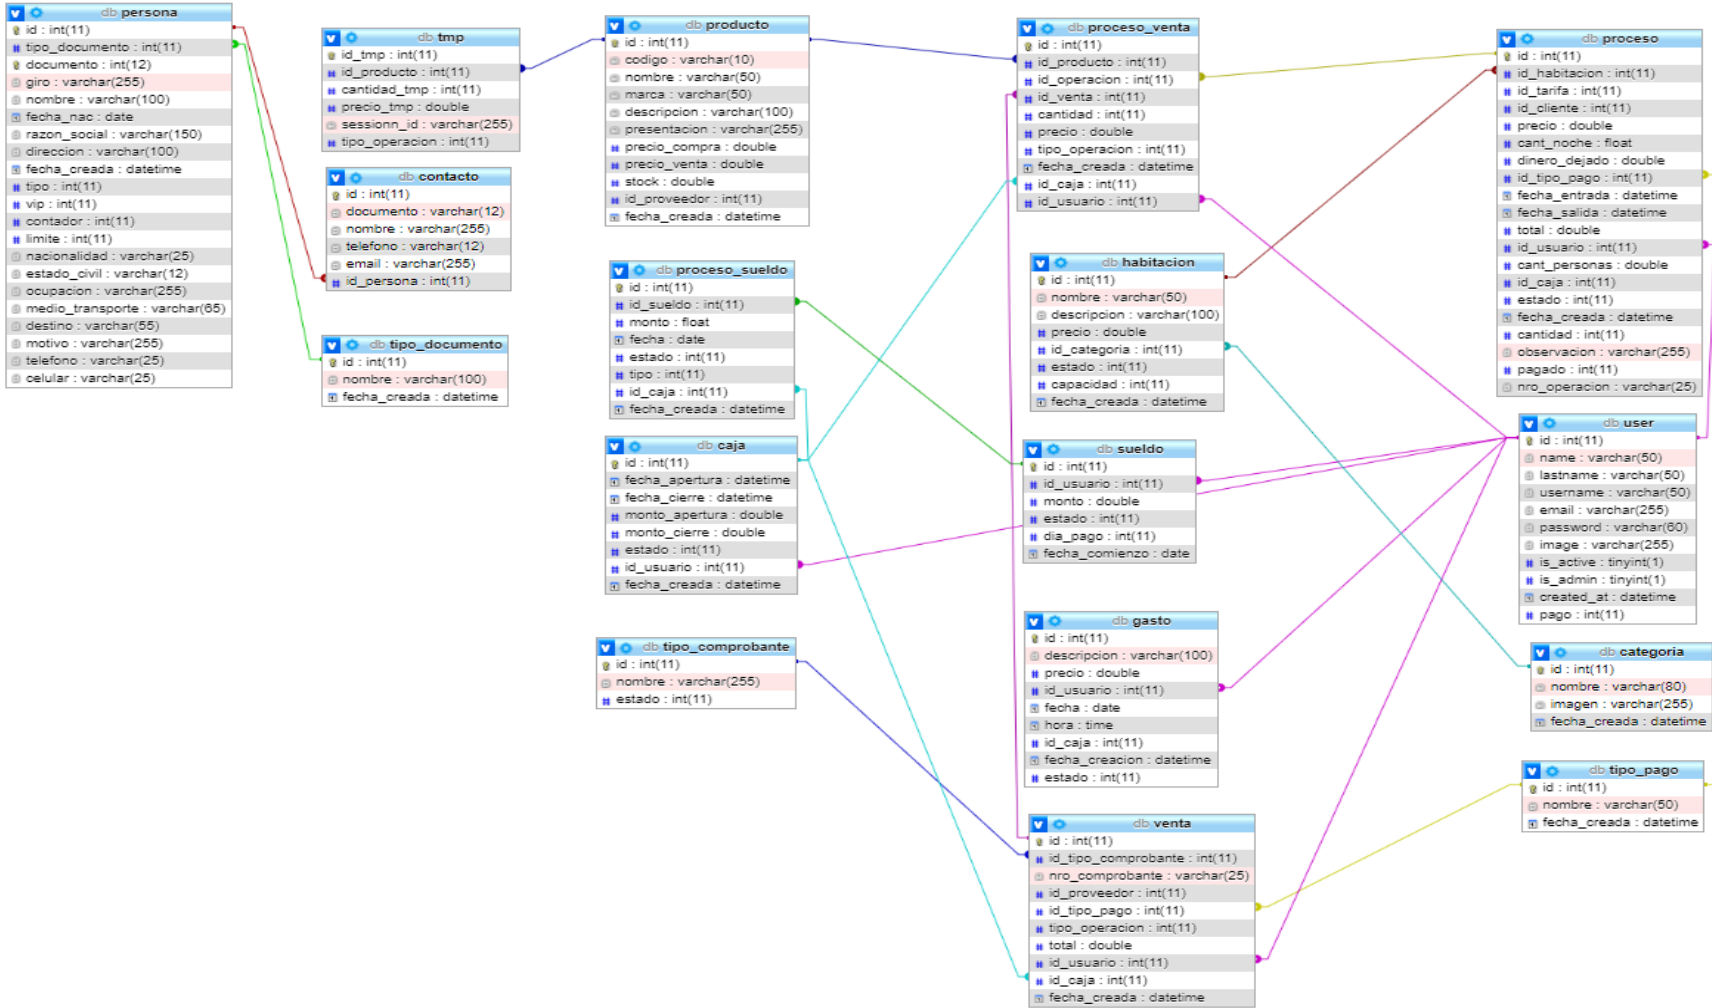 db persona
id : int(11)
tipo_documento : int(11)
documento : int(12)
giro : varchar(255)
nombre : varchar(100)
fecha_nac : date
razon_social : varchar(150)
direccion : varchar(100)
fecha_creada : datetime
tipo : int(11)
vip : int(11)
contador : int(11)
limite : int(11)
nacionalidad : varchar(25)
estado_civil : varchar(12)
ocupacion : varchar(255)
medio_transporte : varchar(65)
destino : varchar(55)
motivo : varchar(255)
telefono : varchar(25)
celular : varchar(25)
db tmp
id_tmp : int(11)
id_producto : int(11)
cantidad_tmp : int(11)
precio_tmp : double
sessionn_id : varchar(255)
tipo_operacion : int(11)
db contacto
id : int(11)
documento : varchar(12)
nombre : varchar(255)
telefono : varchar(12)
email : varchar(255)
id_persona : int(11)
db tipo_documento
id : int(11)
nombre : varchar(100)
fecha_creada : datetime
db producto
id : int(11)
codigo : varchar(10)
nombre : varchar(50)
marca : varchar(50)
descripcion : varchar(100)
presentacion : varchar(255)
precio_compra : double
precio_venta : double
stock : double
id_proveedor : int(11)
fecha_creada : datetime
db proceso_sueldo
id : int(11)
id_sueldo : int(11)
monto : float
fecha : date
estado : int(11)
tipo : int(11)
id_caja : int(11)
fecha_creada : datetime
db caja
id : int(11)
fecha_apertura : datetime
fecha_cierre : datetime
monto_apertura : double
monto_cierre : double
estado : int(11)
id_usuario : int(11)
fecha_creada : datetime
db tipo_comprobante
id : int(11)
nombre : varchar(255)
estado : int(11)
db proceso_venta
id : int(11)
id_producto : int(11)
id_operacion : int(11)
id_venta : int(11)
cantidad : int(11)
precio : double
tipo_operacion : int(11)
fecha_creada : datetime
id_caja : int(11)
id_usuario : int(11)
db habitacion
id : int(11)
nombre : varchar(50)
descripcion : varchar(100)
precio : double
id_categoria : int(11)
estado : int(11)
capacidad : int(11)
fecha_creada : datetime
db sueldo
id : int(11)
id_usuario : int(11)
monto : double
estado : int(11)
dia_pago : int(11)
fecha_comienzo : date
db gasto
id : int(11)
descripcion : varchar(100)
precio : double
id_usuario : int(11)
fecha : date
hora : time
id_caja : int(11)
fecha_creacion : datetime
estado : int(11)
db venta
id : int(11)
id_tipo_comprobante : int(11)
nro_comprobante : varchar(25)
id_proveedor : int(11)
id_tipo_pago : int(11)
tipo_operacion : int(11)
total : double
id_usuario : int(11)
id_caja : int(11)
fecha_creada : datetime
db proceso
id : int(11)
id_habitacion : int(11)
id_tarifa : int(11)
id_cliente : int(11)
precio : double
cant_noche : float
dinero_dejado : double
id_tipo_pago : int(11)
fecha_entrada : datetime
fecha_salida : datetime
total : double
id_usuario : int(11)
cant_personas : double
id_caja : int(11)
estado : int(11)
fecha_creada : datetime
cantidad : int(11)
observacion : varchar(255)
pagado : int(11)
nro_operacion : varchar(25)
db user
id : int(11)
name : varchar(50)
lastname : varchar(50)
username : varchar(50)
email : varchar(255)
password : varchar(60)
image : varchar(255)
is_active : tinyint(1)
is_admin : tinyint(1)
created_at : datetime
pago : int(11)
db categoria
id : int(11)
nombre : varchar(80)
imagen : varchar(255)
fecha_creada : datetime
db tipo_pago
id : int(11)
nombre : varchar(50)
fecha_creada : datetime